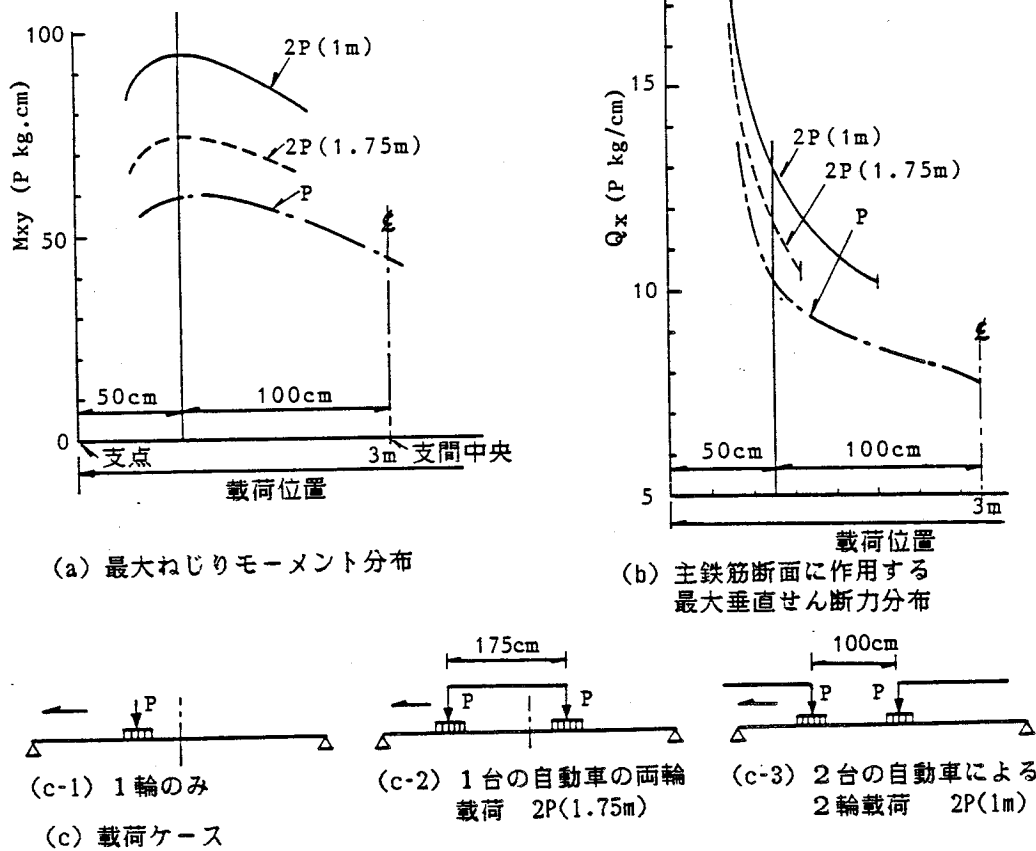 100
50
0
Mxy (P kg.cm)
2P(1m)
2P(1.75m)
P
℄
50cm
100cm
支点
3m
支間中央
載荷位置
(a) 最大ねじりモーメント分布
15
10
5
Qx (P kg/cm)
2P(1m)
2P(1.75m)
P
℄
50cm
100cm
3m
載荷位置
(b) 主鉄筋断面に作用する
最大垂直せん断力分布
P
(c-1) 1輪のみ
175cm
P
P
(c-2) 1台の自動車の両輪
載荷 2P(1.75m)
100cm
P
P
(c-3) 2台の自動車による
2輪載荷 2P(1m)
(c) 載荷ケース